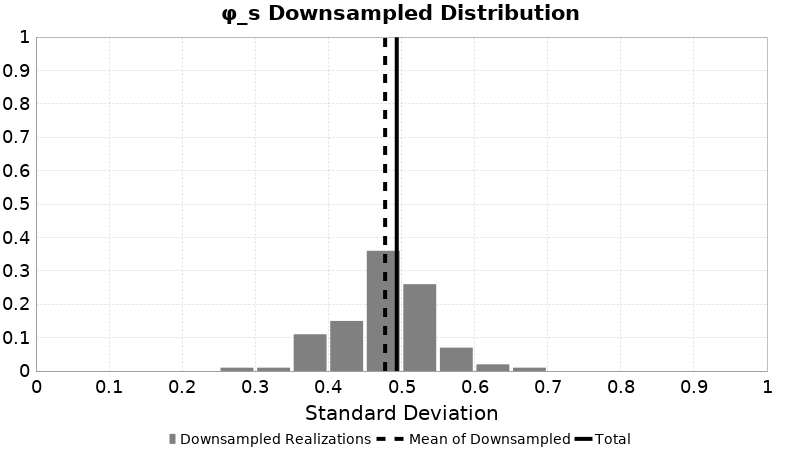 φ_s Downsampled Distribution
1
0.9
0.8
0.7
0.6
0.5
0.4
0.3
0.2
0.1
0
0 0.1 0.2 0.3 0.4 0.5 0.6 0.7 0.8 0.9 1
Standard Deviation
Downsampled Realizations Mean of Downsampled Total